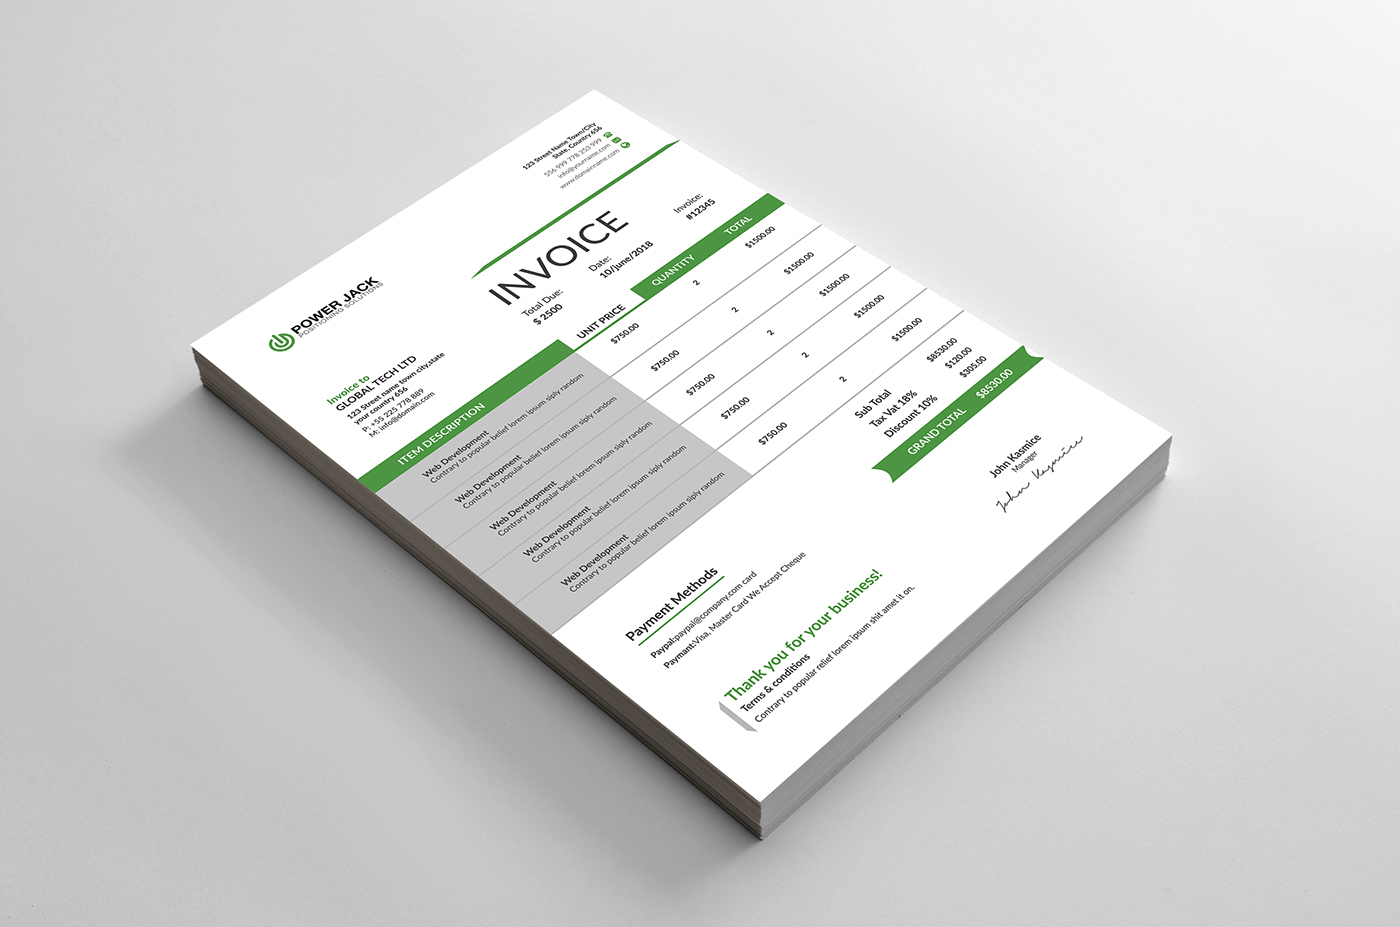 123 Street Name Town/City
State, Country 656
556 999 778 253 999
info@yourname.com
www.domainname.com
POWER JACK
POSITIONING SOLUTIONS
INVOICE
Total Due:
$ 2500
Date:
10/june/2018
Invoice:
#12345
Invoice to
GLOBAL TECH LTD
123 Street name town city,state
your country 656
P: +55 225 778 889
M: info@domain.com
ITEM DESCRIPTION UNIT PRICE QUANTITY TOTAL
Web Development
Contrary to popular belief lorem ipsum siply random
$750.00 2 $1500.00
Web Development
Contrary to popular belief lorem ipsum siply random
$750.00 2 $1500.00
Web Development
Contrary to popular belief lorem ipsum siply random
$750.00 2 $1500.00
Web Development
Contrary to popular belief lorem ipsum siply random
$750.00 2 $1500.00
Web Development
Contrary to popular belief lorem ipsum siply random
$750.00 2 $1500.00
Sub Total $8530.00
Tax Vat 18% $120.00
Discount 10% $305.00
GRAND TOTAL $8530.00
Payment Methods
Paypal:paypal@company.com card
Paymant:Visa, Master Card We Accept Cheque
John Kasmice
Manager
John Kasmice
Thank you for your business!
Terms & conditions
Contrary to popular relief lorem ipsum shit amet it on.